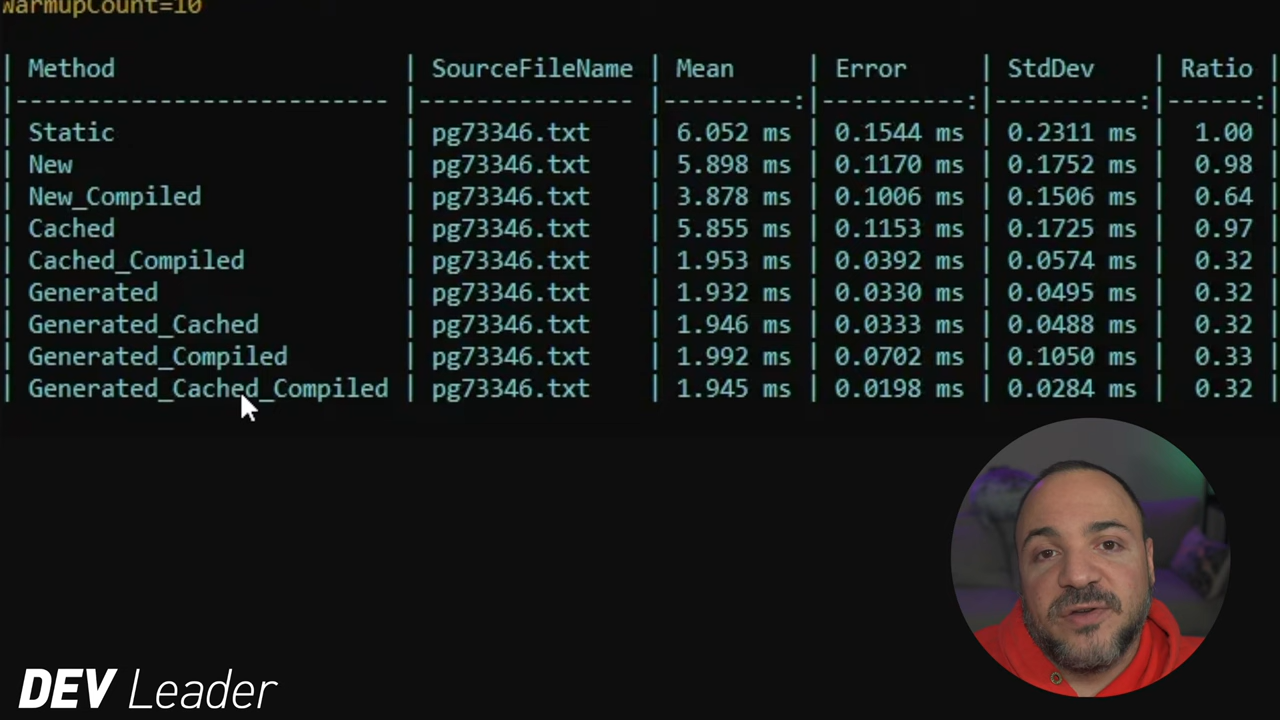 WarmupCount=10
| Method | SourceFileName | Mean | Error | StdDev | Ratio |
|-------------------------- |--------------- |---------:|----------:|----------:|------:|
| Static | pg73346.txt | 6.052 ms | 0.1544 ms | 0.2311 ms | 1.00 |
| New | pg73346.txt | 5.898 ms | 0.1170 ms | 0.1752 ms | 0.98 |
| New_Compiled | pg73346.txt | 3.878 ms | 0.1006 ms | 0.1506 ms | 0.64 |
| Cached | pg73346.txt | 5.855 ms | 0.1153 ms | 0.1725 ms | 0.97 |
| Cached_Compiled | pg73346.txt | 1.953 ms | 0.0392 ms | 0.0574 ms | 0.32 |
| Generated | pg73346.txt | 1.932 ms | 0.0330 ms | 0.0495 ms | 0.32 |
| Generated_Cached | pg73346.txt | 1.946 ms | 0.0333 ms | 0.0488 ms | 0.32 |
| Generated_Compiled | pg73346.txt | 1.992 ms | 0.0702 ms | 0.1050 ms | 0.33 |
| Generated_Cached_Compiled | pg73346.txt | 1.945 ms | 0.0198 ms | 0.0284 ms | 0.32 |
DEV Leader